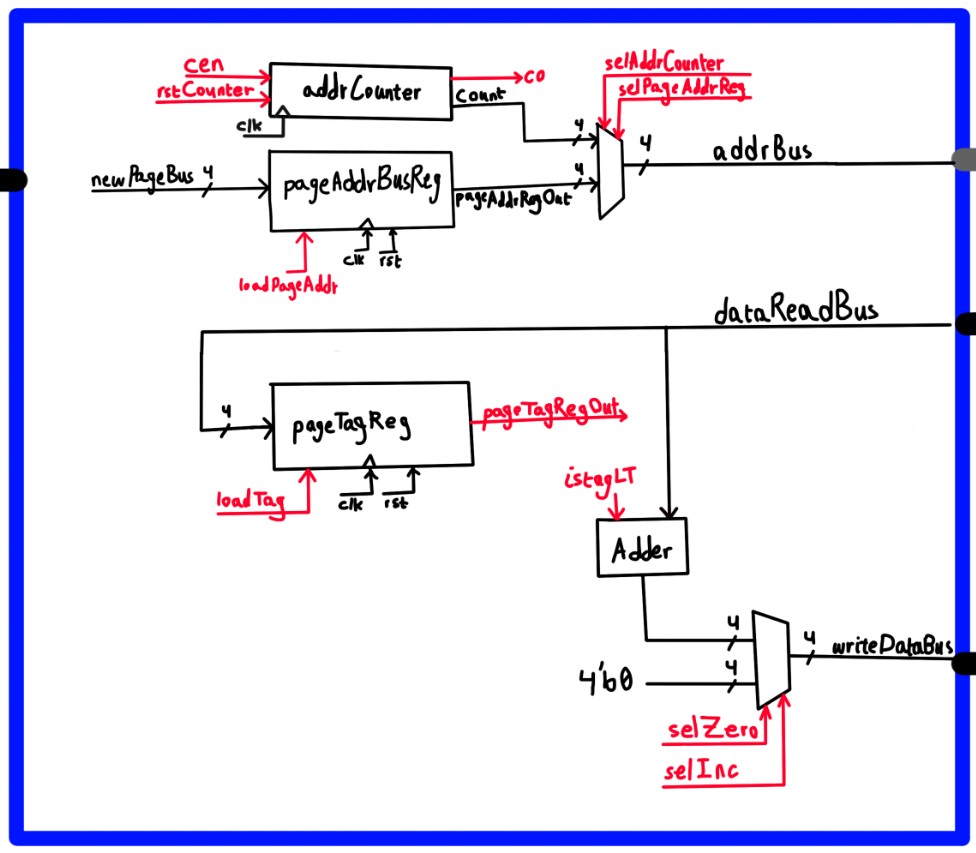 cen
rstCounter
clk
addrCounter
co
count
selAddrCounter
selPageAddrReg
4
4
4
addrBus
newPageBus 4
pageAddrBusReg
pageAddrRegOut
clk
rst
loadPageAddr
dataReadBus
4
pageTagReg
pageTagRegOut
loadTag
clk
rst
istagLT
Adder
4
4
4'b0
4
writeDataBus
selZero
selInc